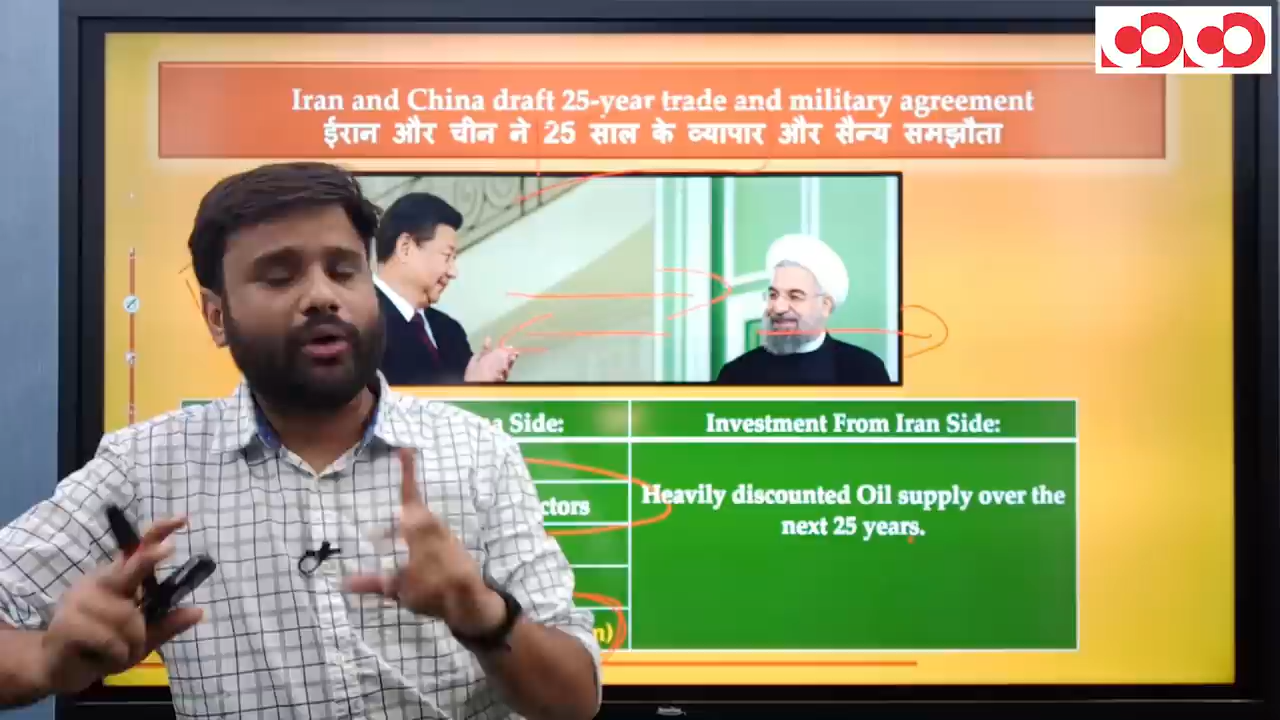 Iran and China draft 25-year trade and military agreement
ईरान और चीन ने 25 साल के व्यापार और सैन्य समझौता
Side:
Investment From Iran Side:
Heavily discounted Oil supply over the
next 25 years.